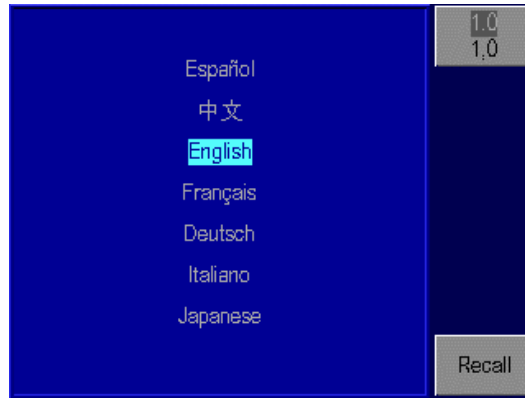 Español
中文
English
Français
Deutsch
Italiano
Japanese
1.0
1,0
Recall